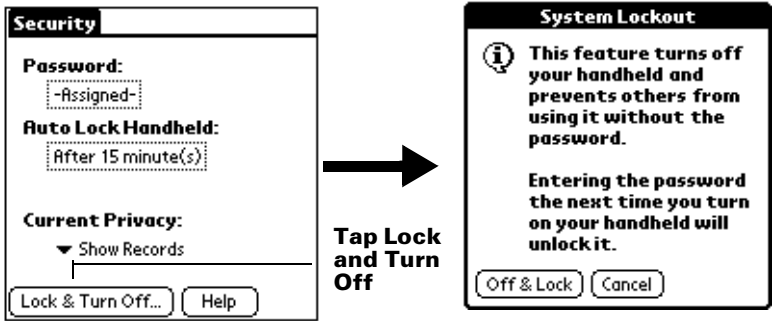 Security
Password:
-Assigned-
Auto Lock Handheld:
After 15 minute(s)
Current Privacy:
Show Records
Lock & Turn Off...
Help
Tap Lock
and Turn
Off
System Lockout
This feature turns off
your handheld and
prevents others from
using it without the
password.
Entering the password
the next time you turn
on your handheld will
unlock it.
Off & Lock
Cancel